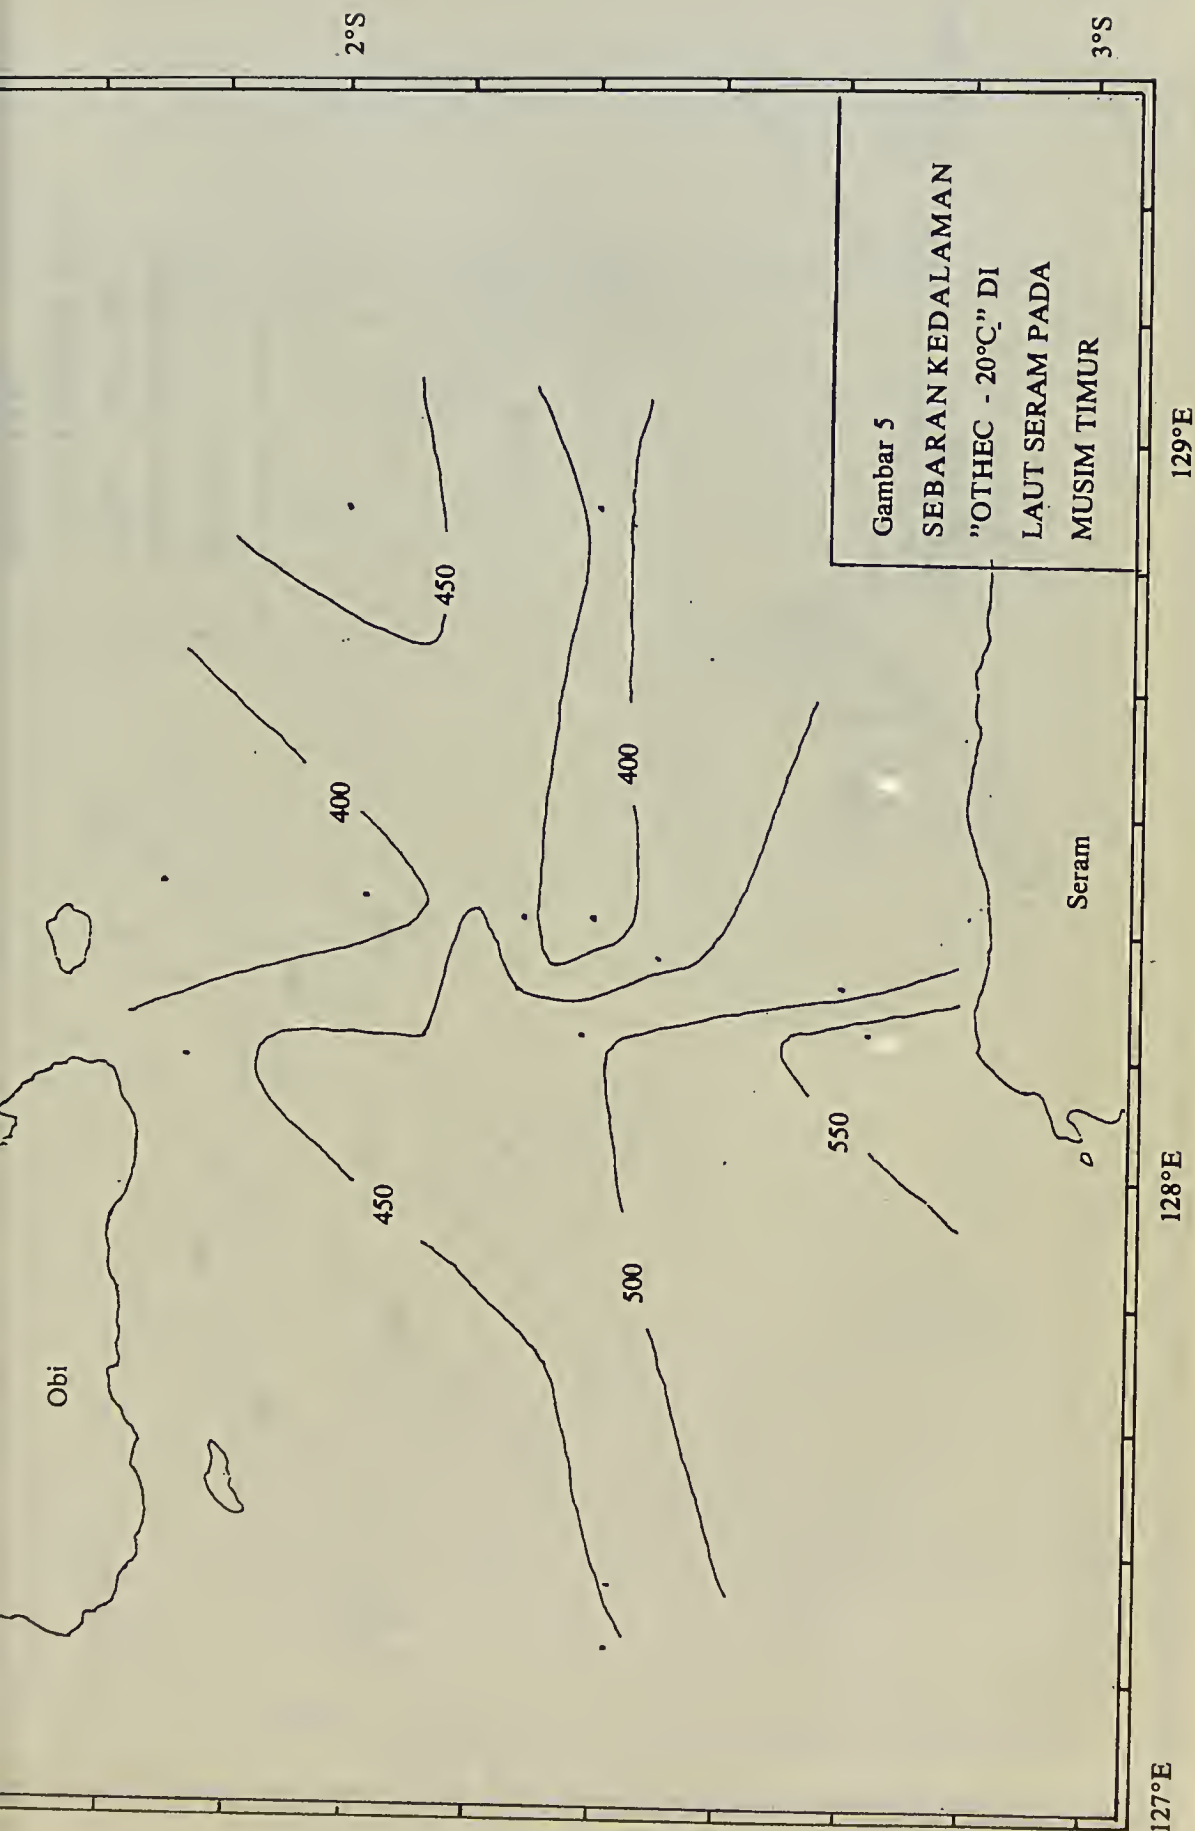 2°S
3°S
Obi
400
450
450
400
500
550
Seram
Gambar 5
SEBARAN KEDALAMAN
"OTHEC - 20°C" DI
LAUT SERAM PADA
MUSIM TIMUR
127°E
128°E
129°E